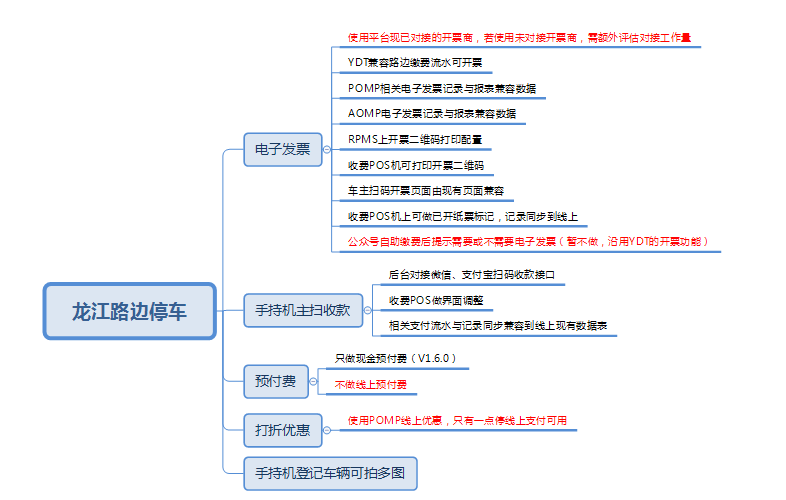 龙江路边停车
电子发票
使用平台现已对接的开票商，若使用未对接开票商，需额外评估对接工作量
YDT兼容路边缴费流水可开票
POMP相关电子发票记录与报表兼容数据
AOMP电子发票记录与报表兼容数据
RPMS上开票二维码打印配置
收费POS机可打印开票二维码
车主扫码开票页面由现有页面兼容
收费POS机上可做已开纸票标记，记录同步到线上
公众号自助缴费后提示需要或不需要电子发票（暂不做，沿用YDT的开票功能）
手持机主扫收款
后台对接微信、支付宝扫码收款接口
收费POS做界面调整
相关支付流水与记录同步兼容到线上现有数据表
预付费
只做现金预付费（V1.6.0）
不做线上预付费
打折优惠
使用POMP线上优惠，只有一点停线上支付可用
手持机登记车辆可拍多图